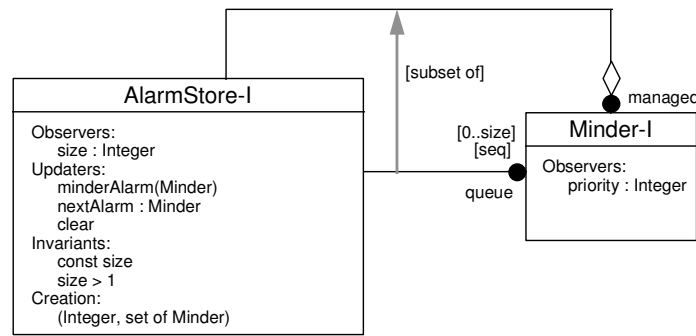 [subset of]
AlarmStore-I
Observers:
size : Integer
Updaters:
minderAlarm(Minder)
nextAlarm : Minder
clear
Invariants:
const size
size > 1
Creation:
(Integer, set of Minder)
[0..size]
[seq]
queue
managed
Minder-I
Observers:
priority : Integer